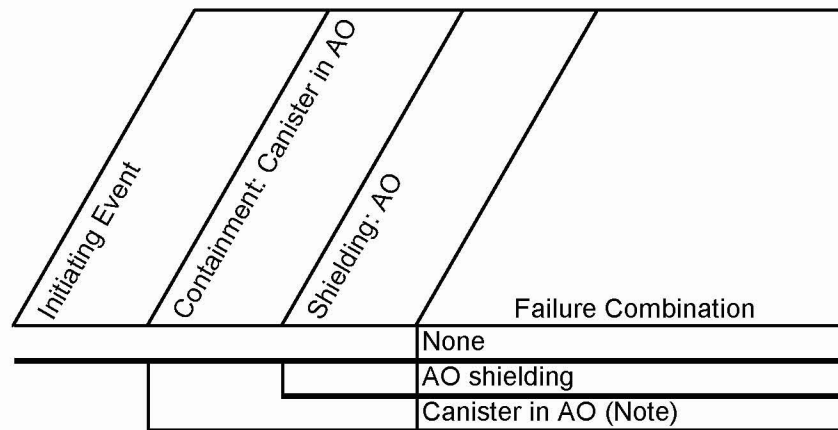 Initiating Event
Containment: Canister in AO
Shielding: AO
Failure Combination
None
AO shielding
Canister in AO (Note)